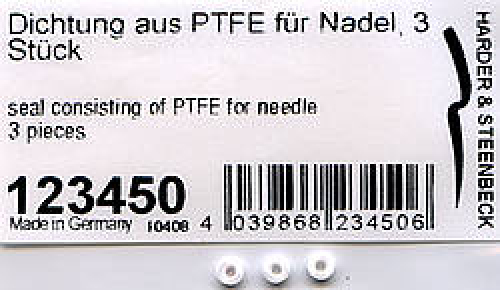 Dichtung aus PTFE für Nadel, 3
Stück
seal consisting of PTFE for needle
3 pieces
123450
Made in Germany 10408
4 039868 234506
HARDER & STEENBECK